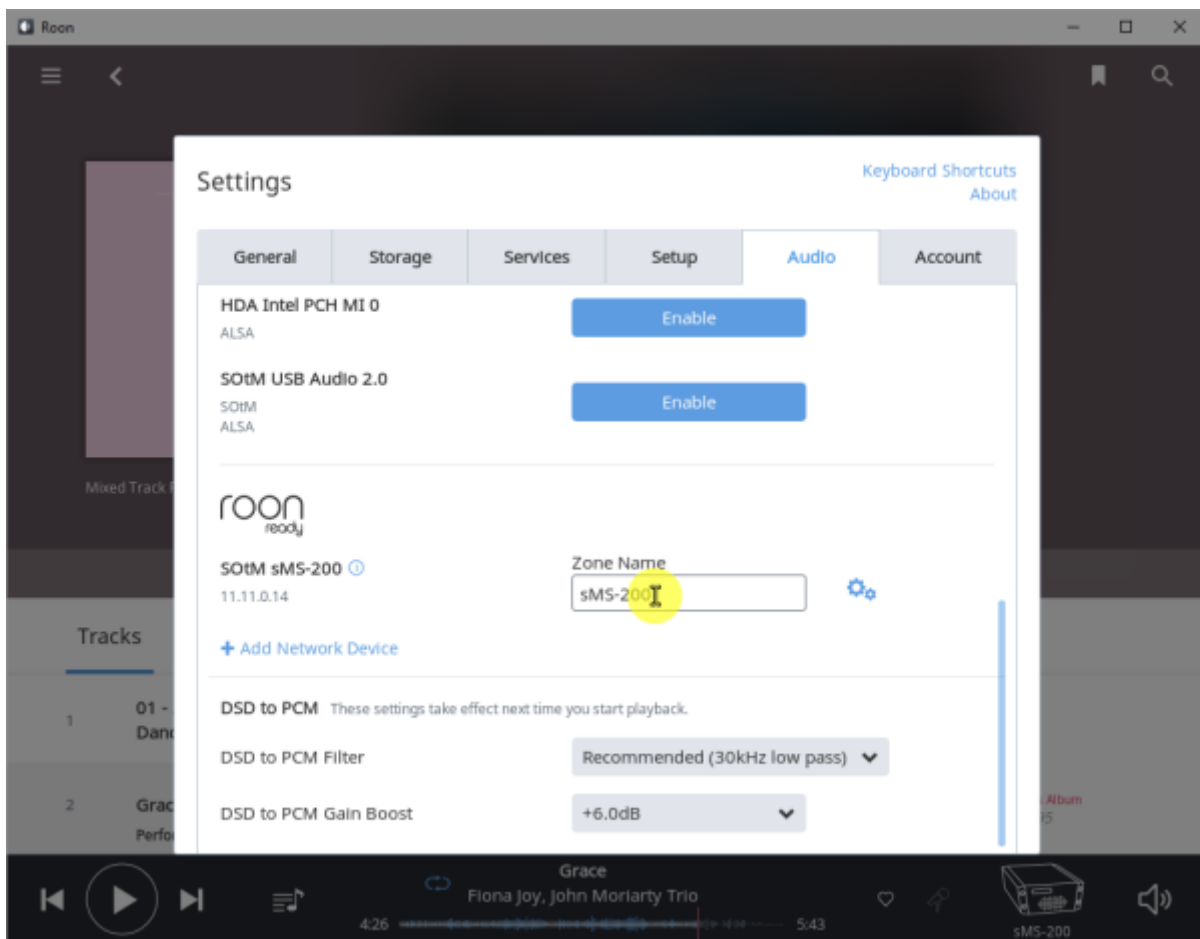 Roon
Settings
Keyboard Shortcuts
About
General Storage Services Setup Audio Account
HDA Intel PCH MI 0
ALSA
Enable
SOtM USB Audio 2.0
SOtM
ALSA
Enable
Mixed Track
roon
ready
SOtM sMS-200
11.11.0.14
Zone Name
sMS-200
+ Add Network Device
Tracks
DSD to PCM These settings take effect next time you start playback.
1
01 -
DSD to PCM Filter
Recommended (30kHz low pass)
2
DSD to PCM Gain Boost
+6.0dB
Album
Grace
Fiona Joy, John Moriarty Trio
4:26
5:43
sMS-200